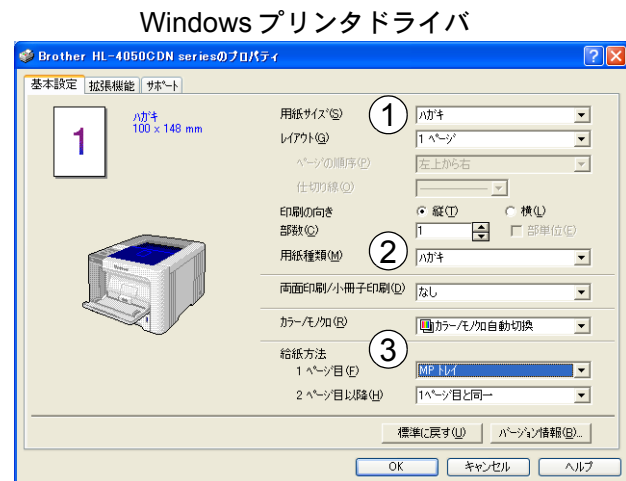 Windows プリンタドライバ
Brother HL-4050CDN seriesのプロパティ
基本設定 拡張機能 サポート
1
ハガキ
100 x 148 mm
用紙サイズ(S) ① ハガキ
レイアウト(G) 1 ページ
ページの順序(P) 左上から右
仕切り線(O)
印刷の向き 縦(T) 横(L)
部数(C) 1 部単位(E)
用紙種類(M) ② ハガキ
両面印刷/小冊子印刷(D) なし
カラー/モノクロ(R) カラー/モノクロ自動切換
給紙方法 ③
1 ページ目(F) MP トレイ
2 ページ目以降(H) 1ページ目と同一
標準に戻す(U) バージョン情報(B)...
OK キャンセル ヘルプ